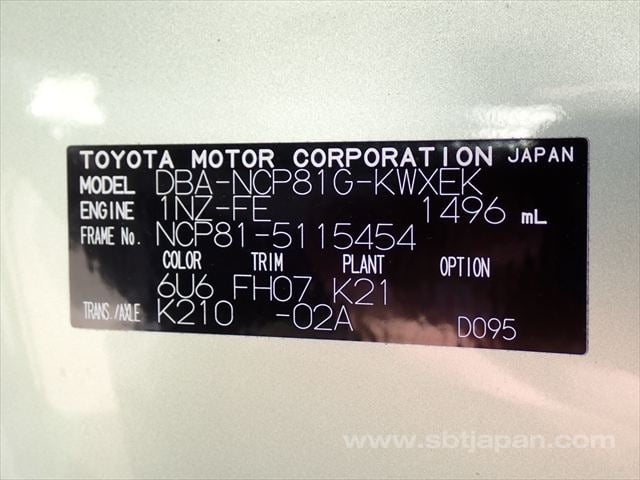 TOYOTA MOTOR CORPORATION JAPAN
MODEL DBA-NCP81G-KWXEK
ENGINE 1NZ-FE 1496 mL
FRAME No. NCP81-5115454
COLOR TRIM PLANT OPTION
6U6 FH07 K21
TRANS./AXLE K210 -02A D095
www.sbtjapan.com